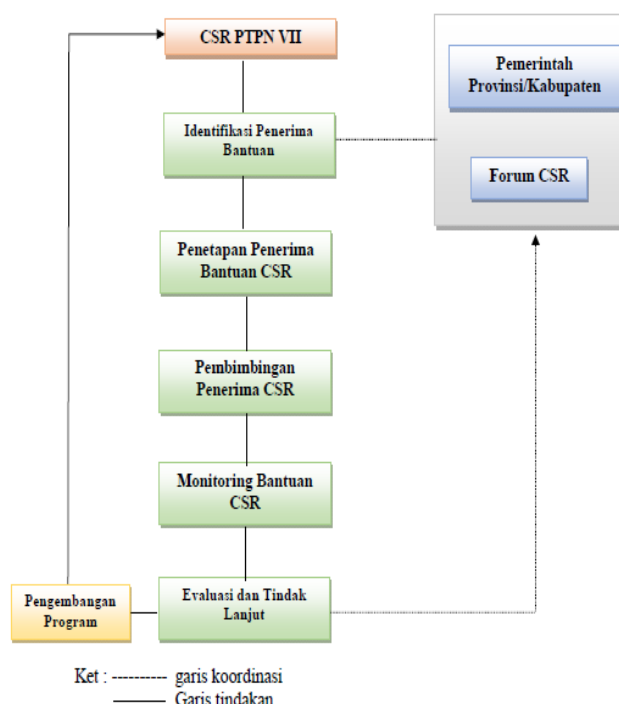 CSR PTPN VII
Pemerintah
Provinsi/Kabupaten
Identifikasi Penerima
Bantuan
Forum CSR
Penetapan Penerima
Bantuan CSR
Pembimbingan
Penerima CSR
Monitoring Bantuan
CSR
Pengembangan
Program
Evaluasi dan Tindak
Lanjut
Ket : ---------- garis koordinasi
Garis tindakan